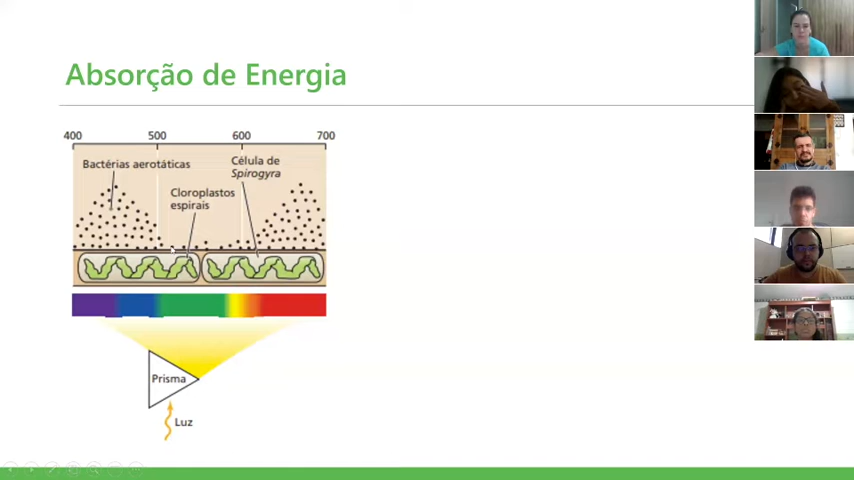 Absorção de Energia
400 500 600 700
Bactérias aerotáticas
Célula de
Spirogyra
Cloroplastos
espirais
Prisma
Luz